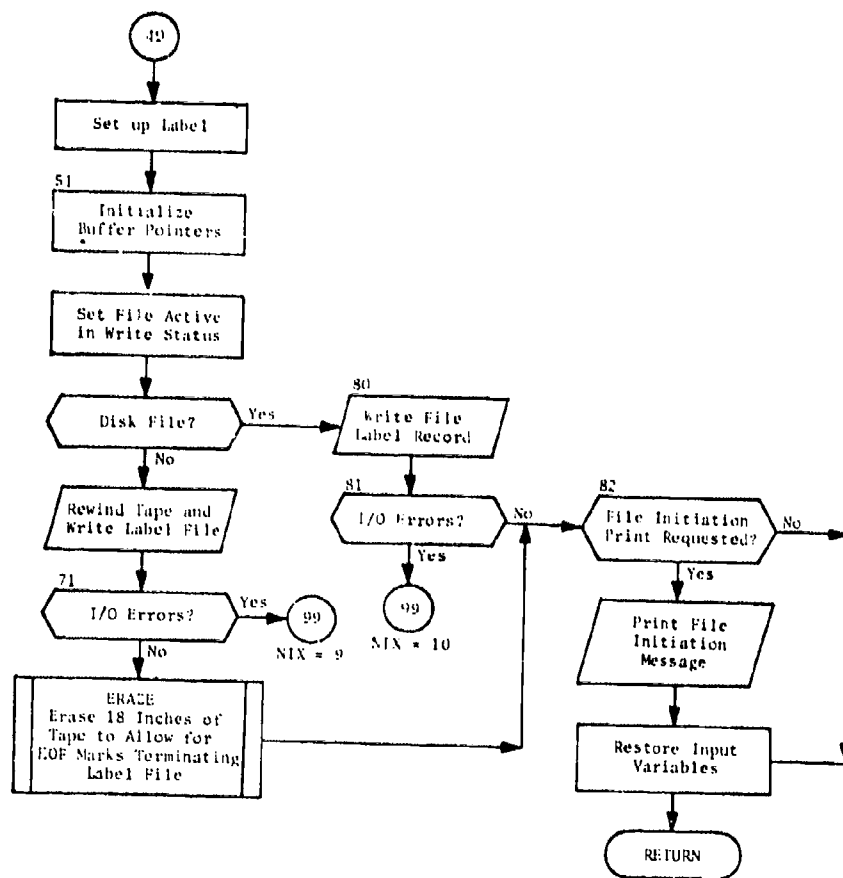 49
Set up Label
51
Initialize
Buffer Pointers
Set File Active
in Write Status
Disk File?
Yes
No
80
Write File
Label Record
Rewind Tape and
Write Label File
81
I/O Errors?
No
Yes
82
File Initiation
Print Requested?
No
Yes
71
I/O Errors?
Yes
No
99
NIX = 9
99
NIX = 10
Print File
Initiation
Message
ERAZE
Erase 18 Inches of
Tape to Allow for
EOF Marks Terminating
Label File
Restore Input
Variables
RETURN